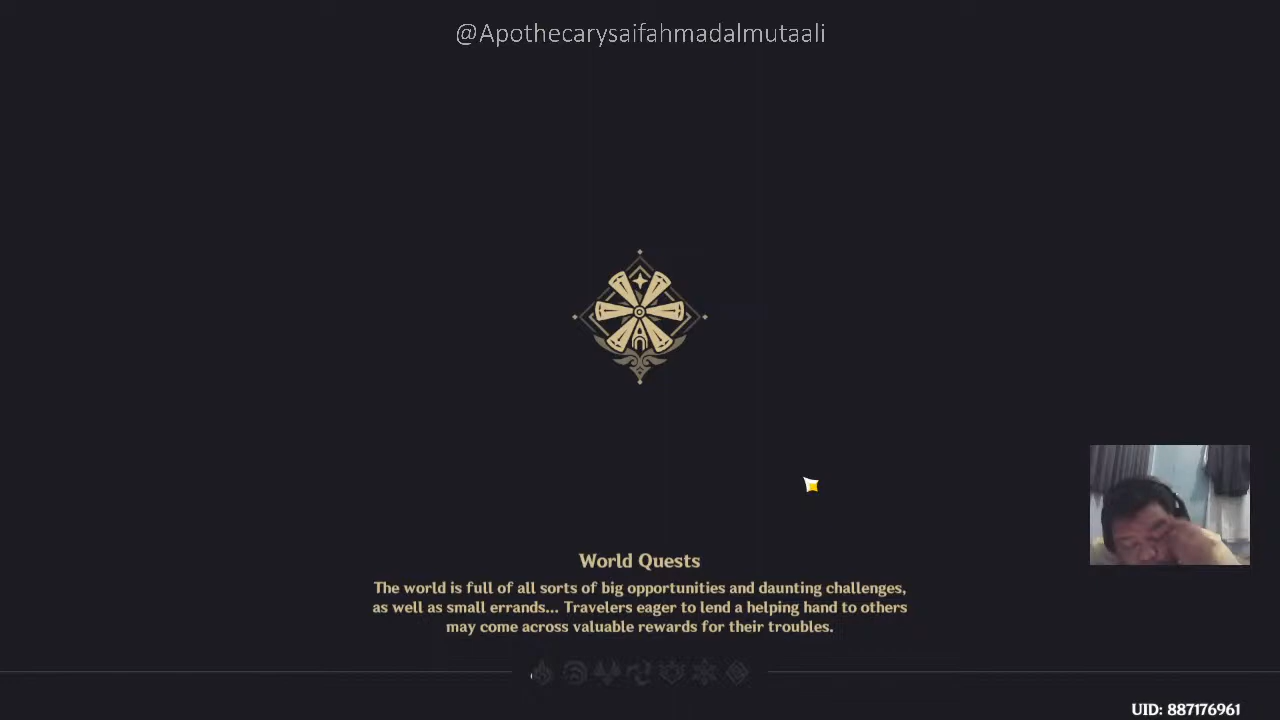 @Apothecarysaifahmadalmutaali
World Quests
The world is full of all sorts of big opportunities and daunting challenges,
as well as small errands... Travelers eager to lend a helping hand to others
may come across valuable rewards for their troubles.
UID: 887176961